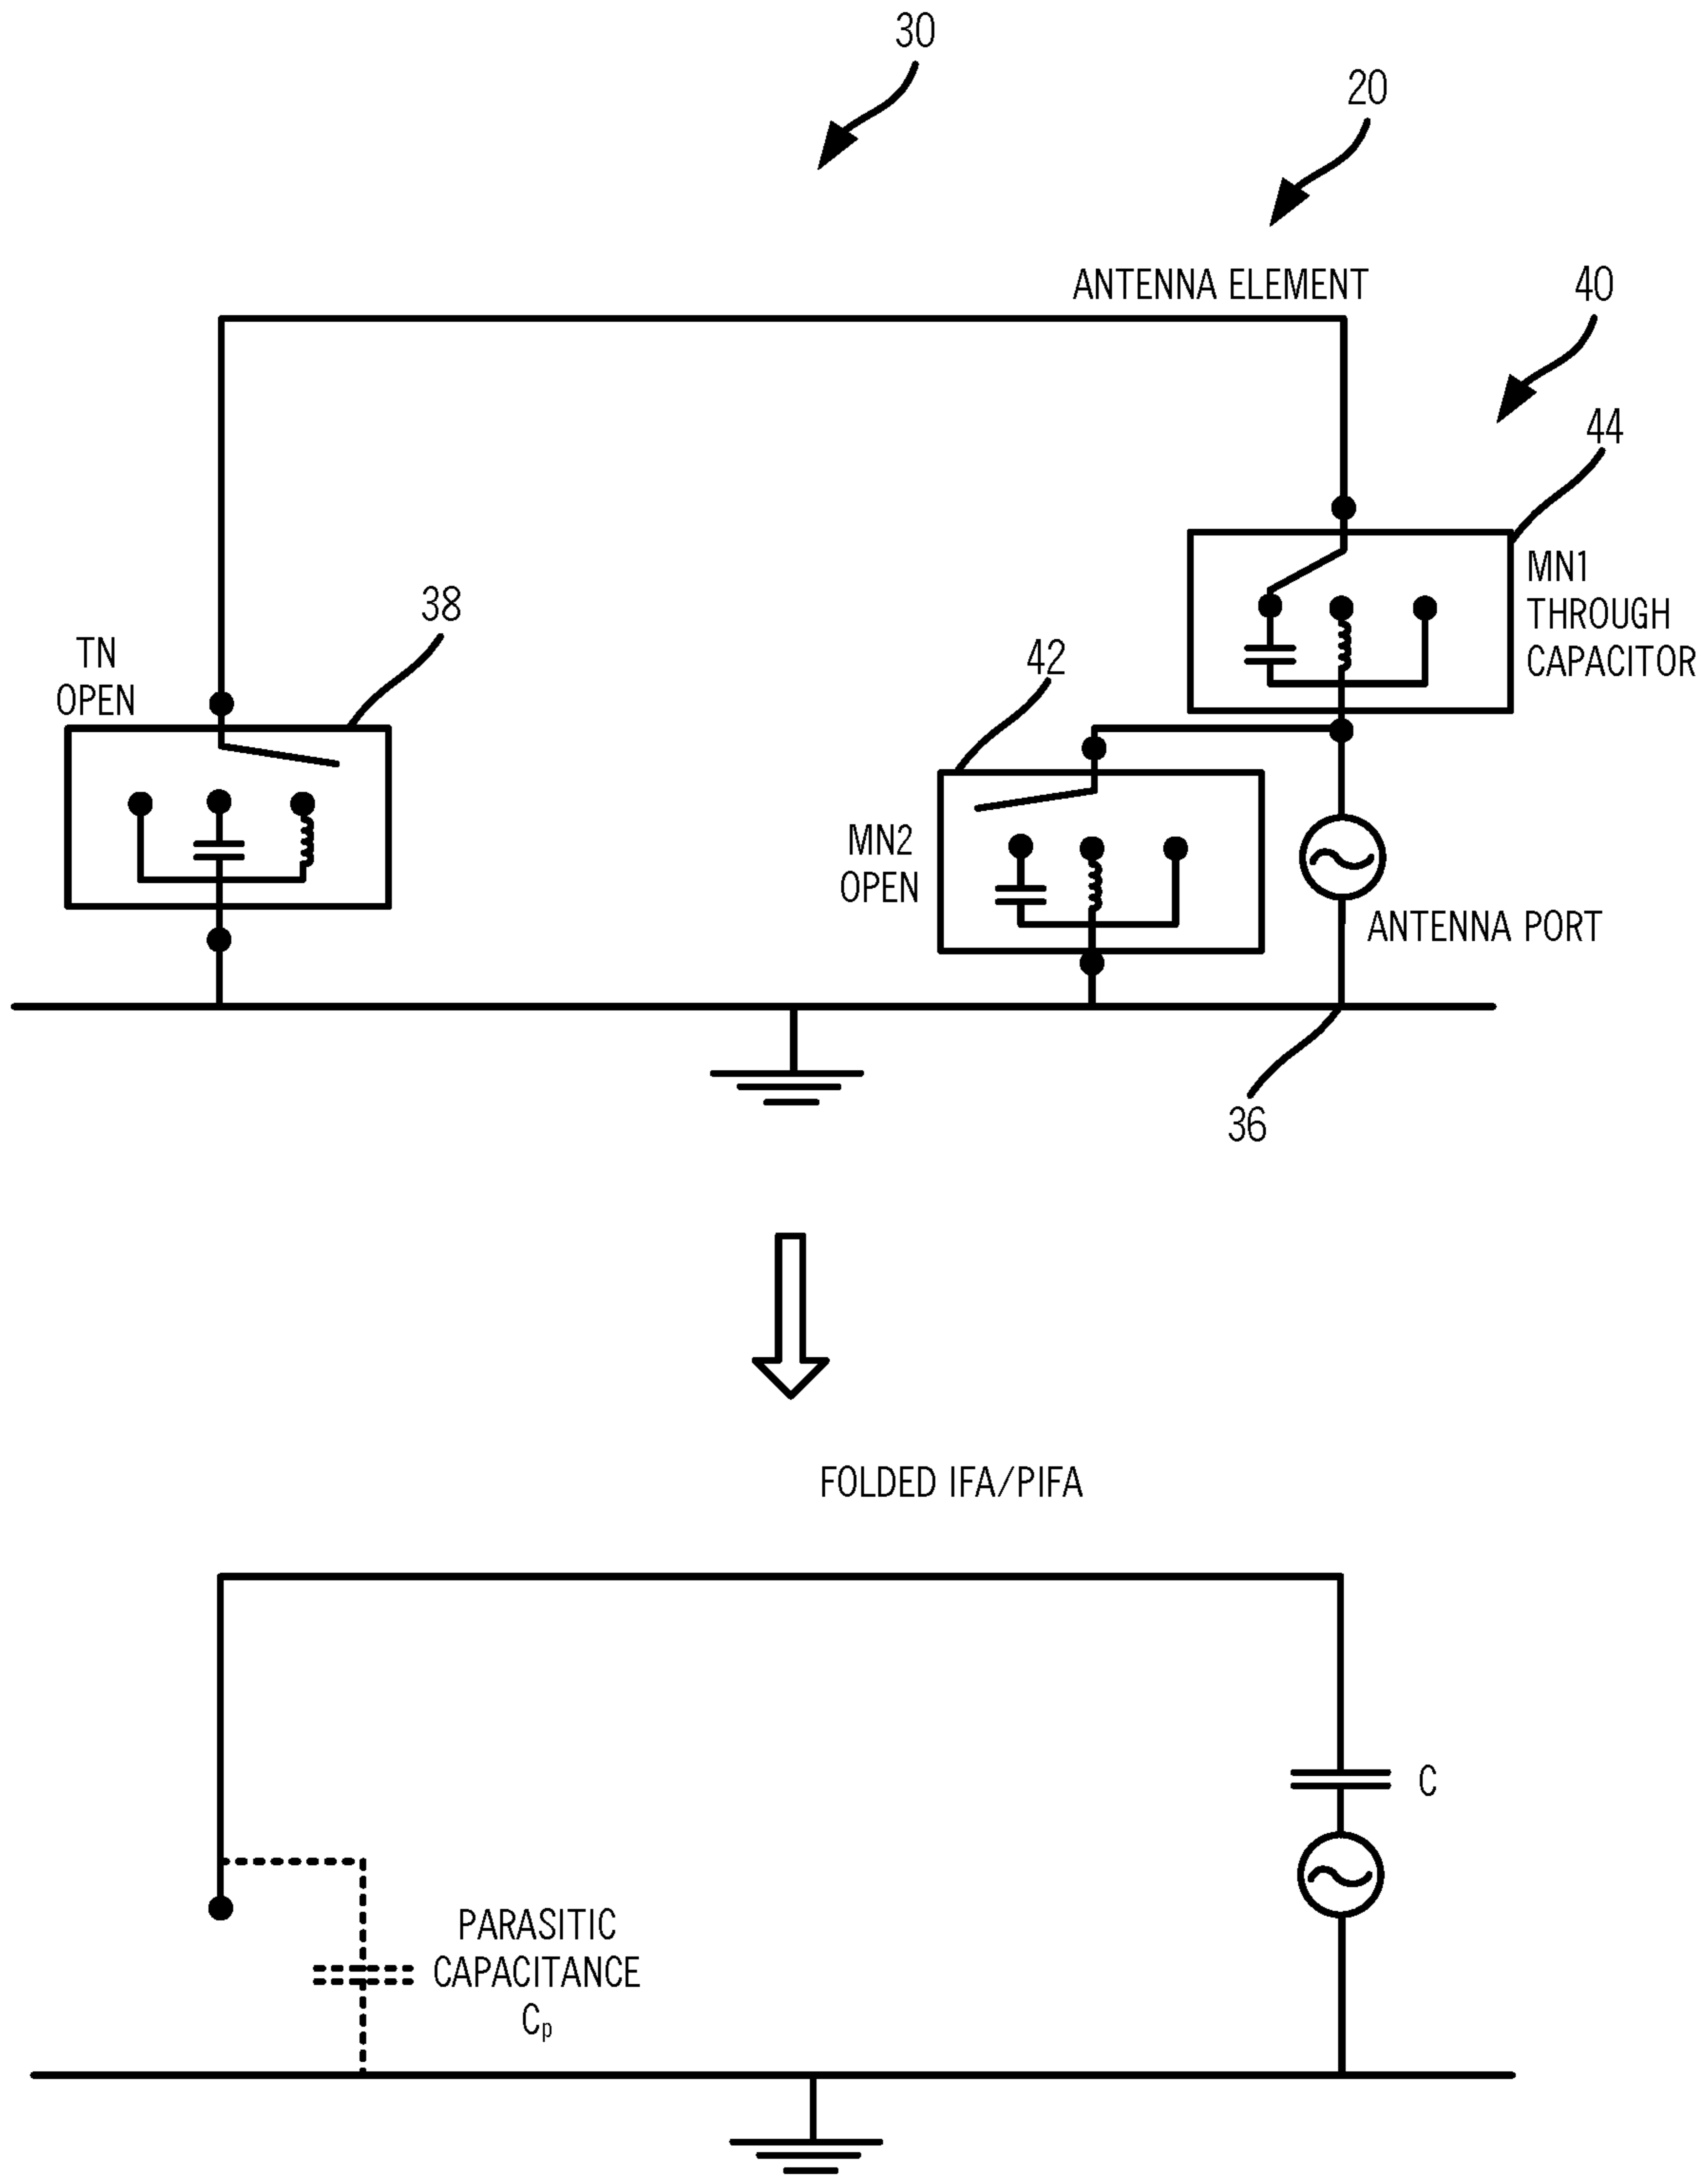 30
20
ANTENNA ELEMENT
40
44
MN1
THROUGH
CAPACITOR
38
TN
OPEN
42
MN2
OPEN
ANTENNA PORT
36
FOLDED IFA/PIFA
C
PARASITIC
CAPACITANCE
Cp